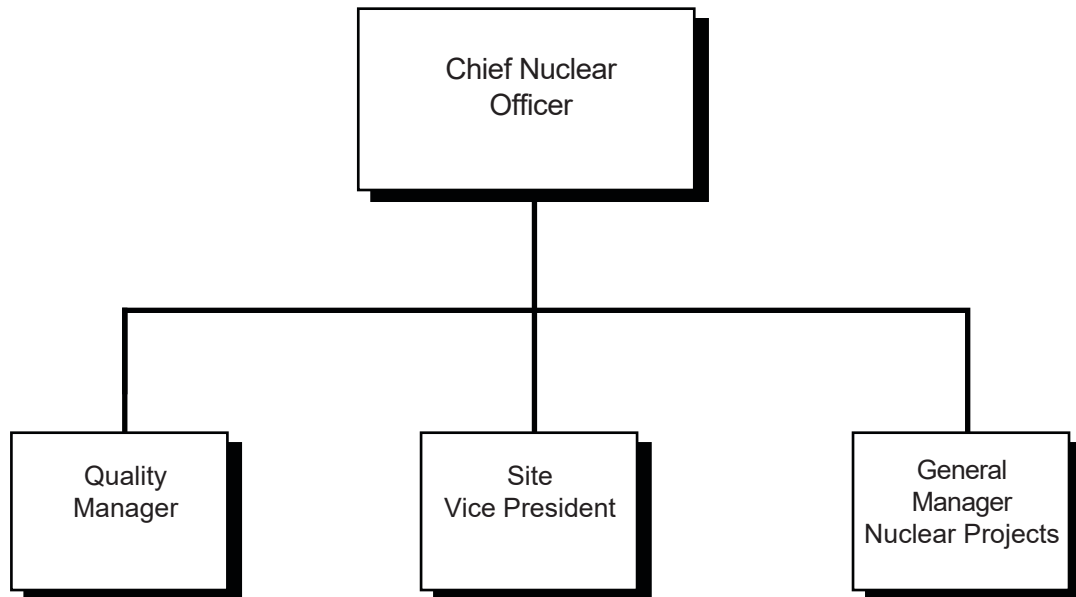 Chief Nuclear
Officer
Quality
Manager
Site
Vice President
General
Manager
Nuclear Projects